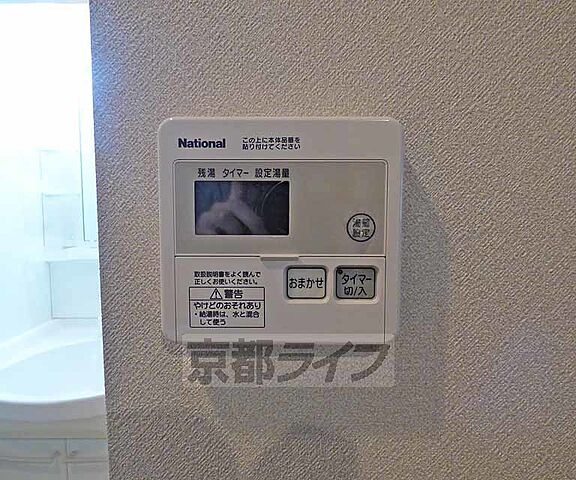 National
この上に本体品番を
貼り付けてください
残湯 タイマー 設定湯量
湯量
設定
取扱説明書をよく読んで
正しくお使いください。
警告
やけどのおそれあり
・給湯時は、水と混合
して使う
おまかせ
タイマー
切/入
京都ライフ